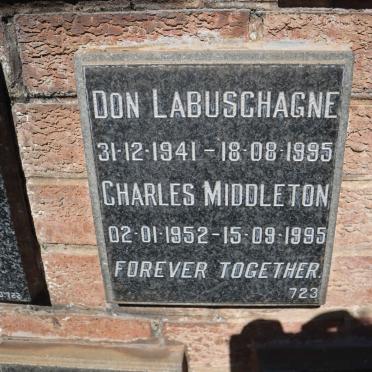 DON LABUSCHAGNE
31·12·1941 - 18·08·1995
CHARLES MIDDLETON
02·01·1952 - 15·09·1995
FOREVER TOGETHER.
723